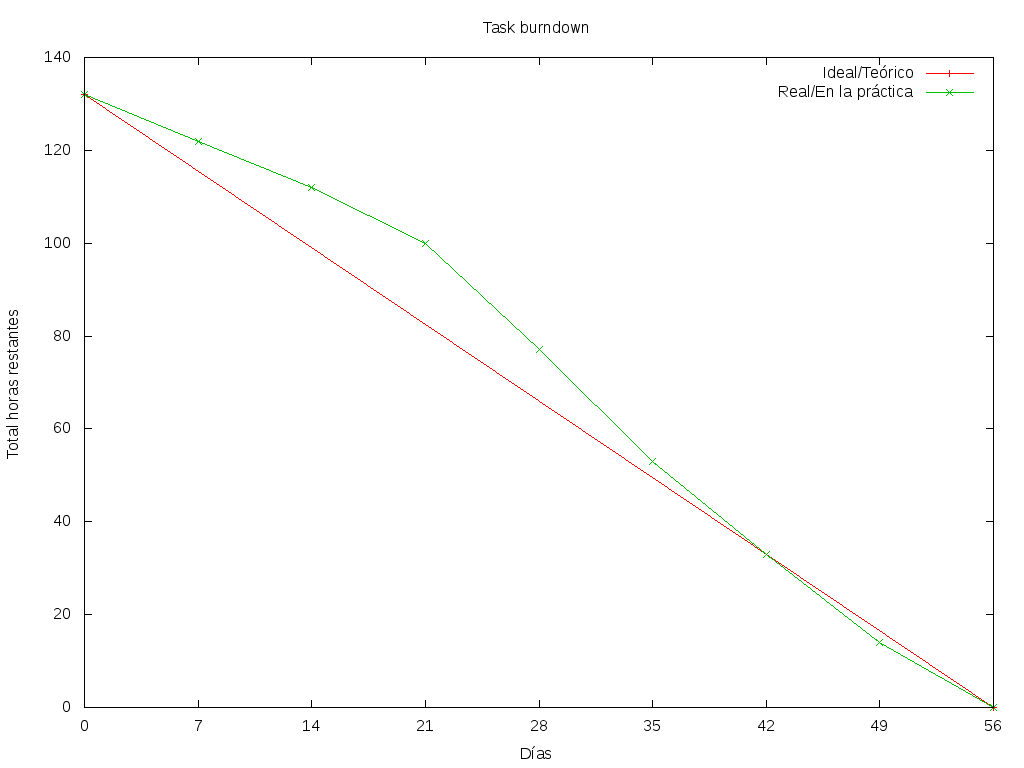 Task burndown
Ideal/Teórico
Real/En la práctica
140
120
100
80
60
40
20
0
Total horas restantes
0 7 14 21 28 35 42 49 56
Días